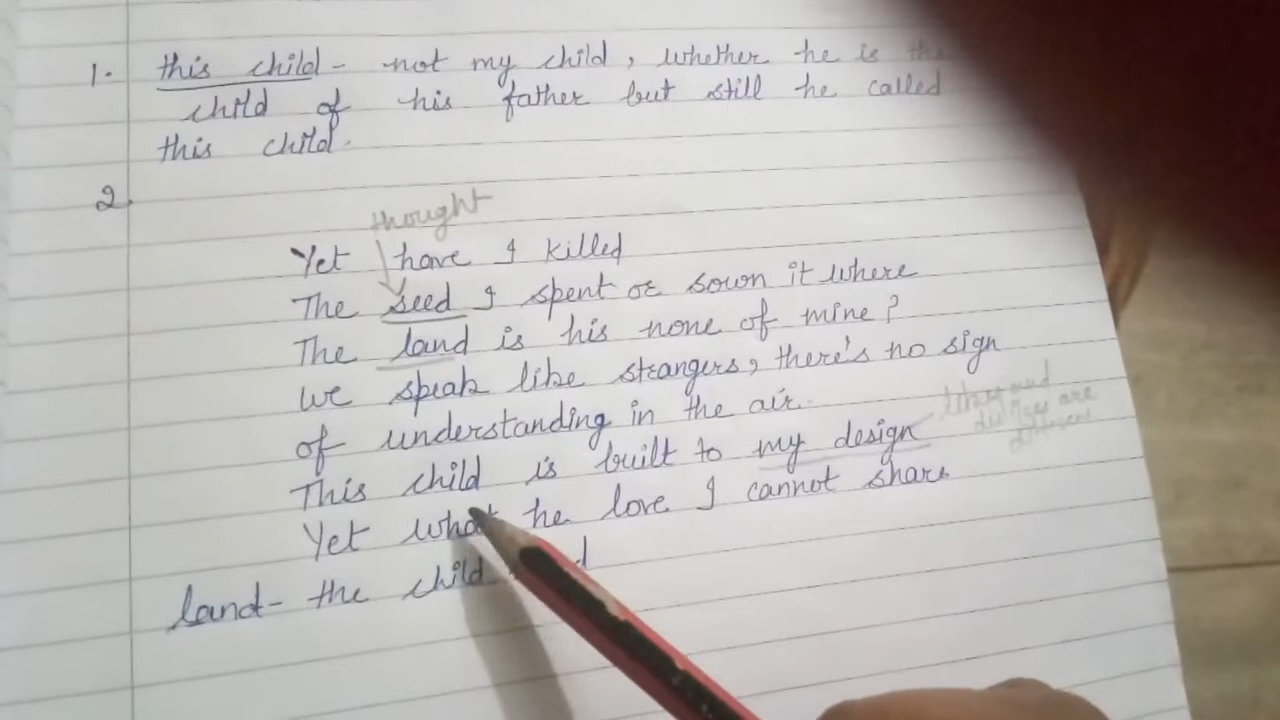 1. this child - not my child, whether he is the
child of his father but still he called
this child.
2.
thought
Yet have I killed
The seed I spent or sown it where
The land is his none of mine?
We speak like strangers, there's no sign
of understanding in the air.
This child is built to my design
Yet what he love I cannot share
are
different
land - the child